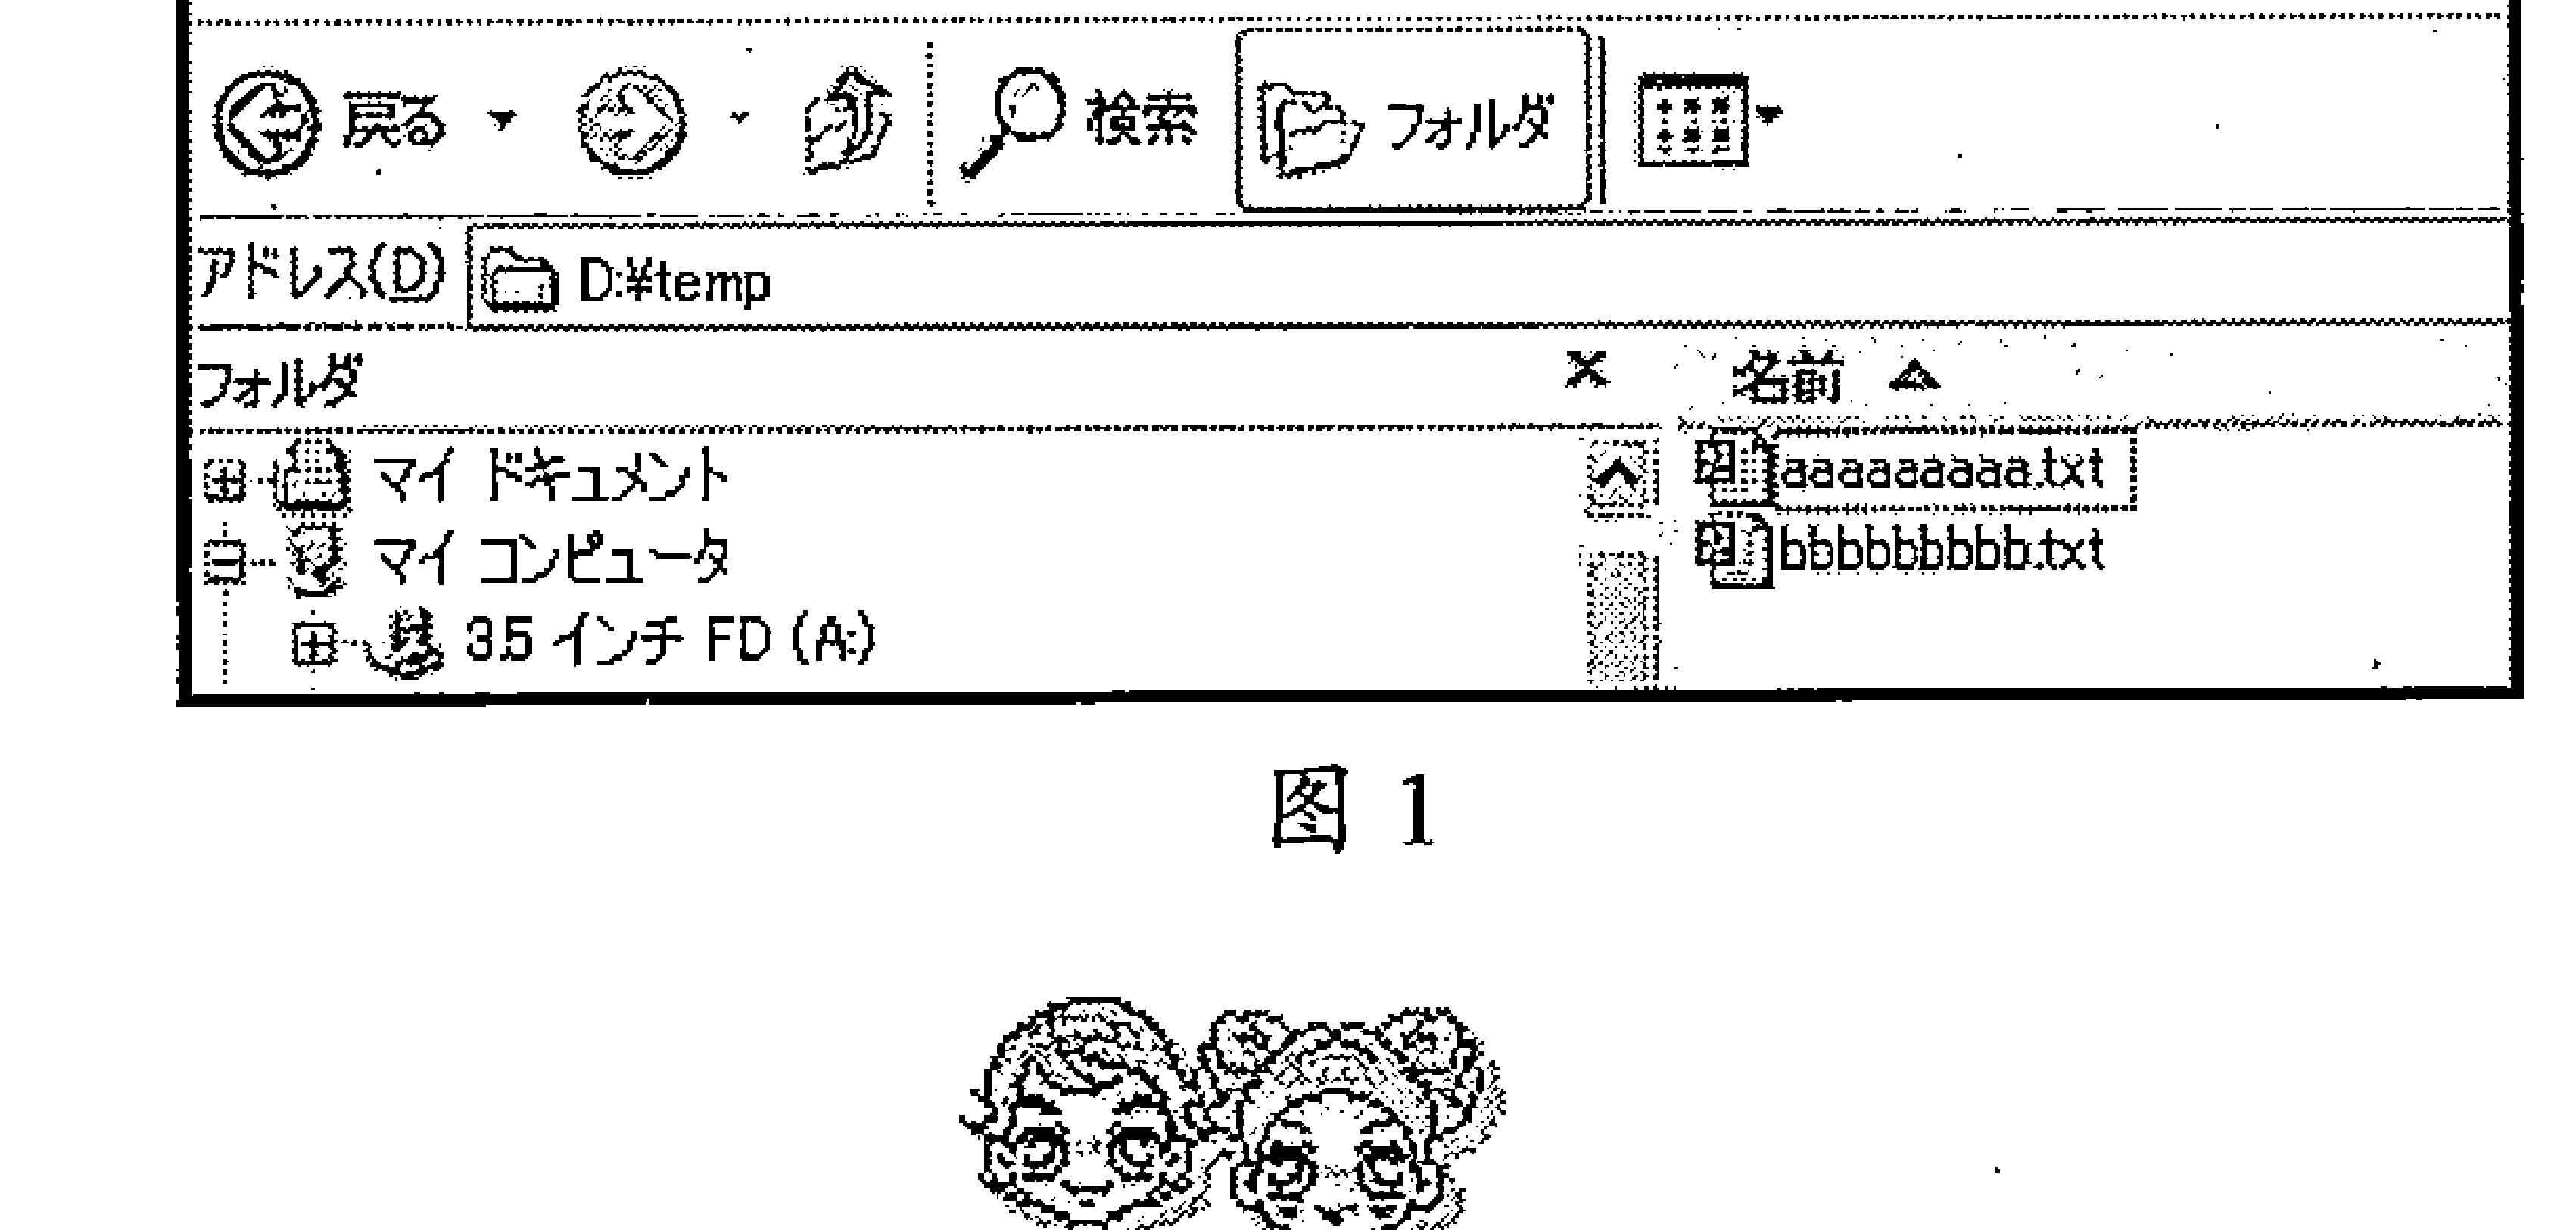 戻る 検索 フォルダ
アドレス(D) D:¥temp
フォルダ × 名前
マイ ドキュメント aaaaaaaaa.txt
マイ コンピュータ bbbbbbbbb.txt
3.5 インチ FD (A:)
图 1